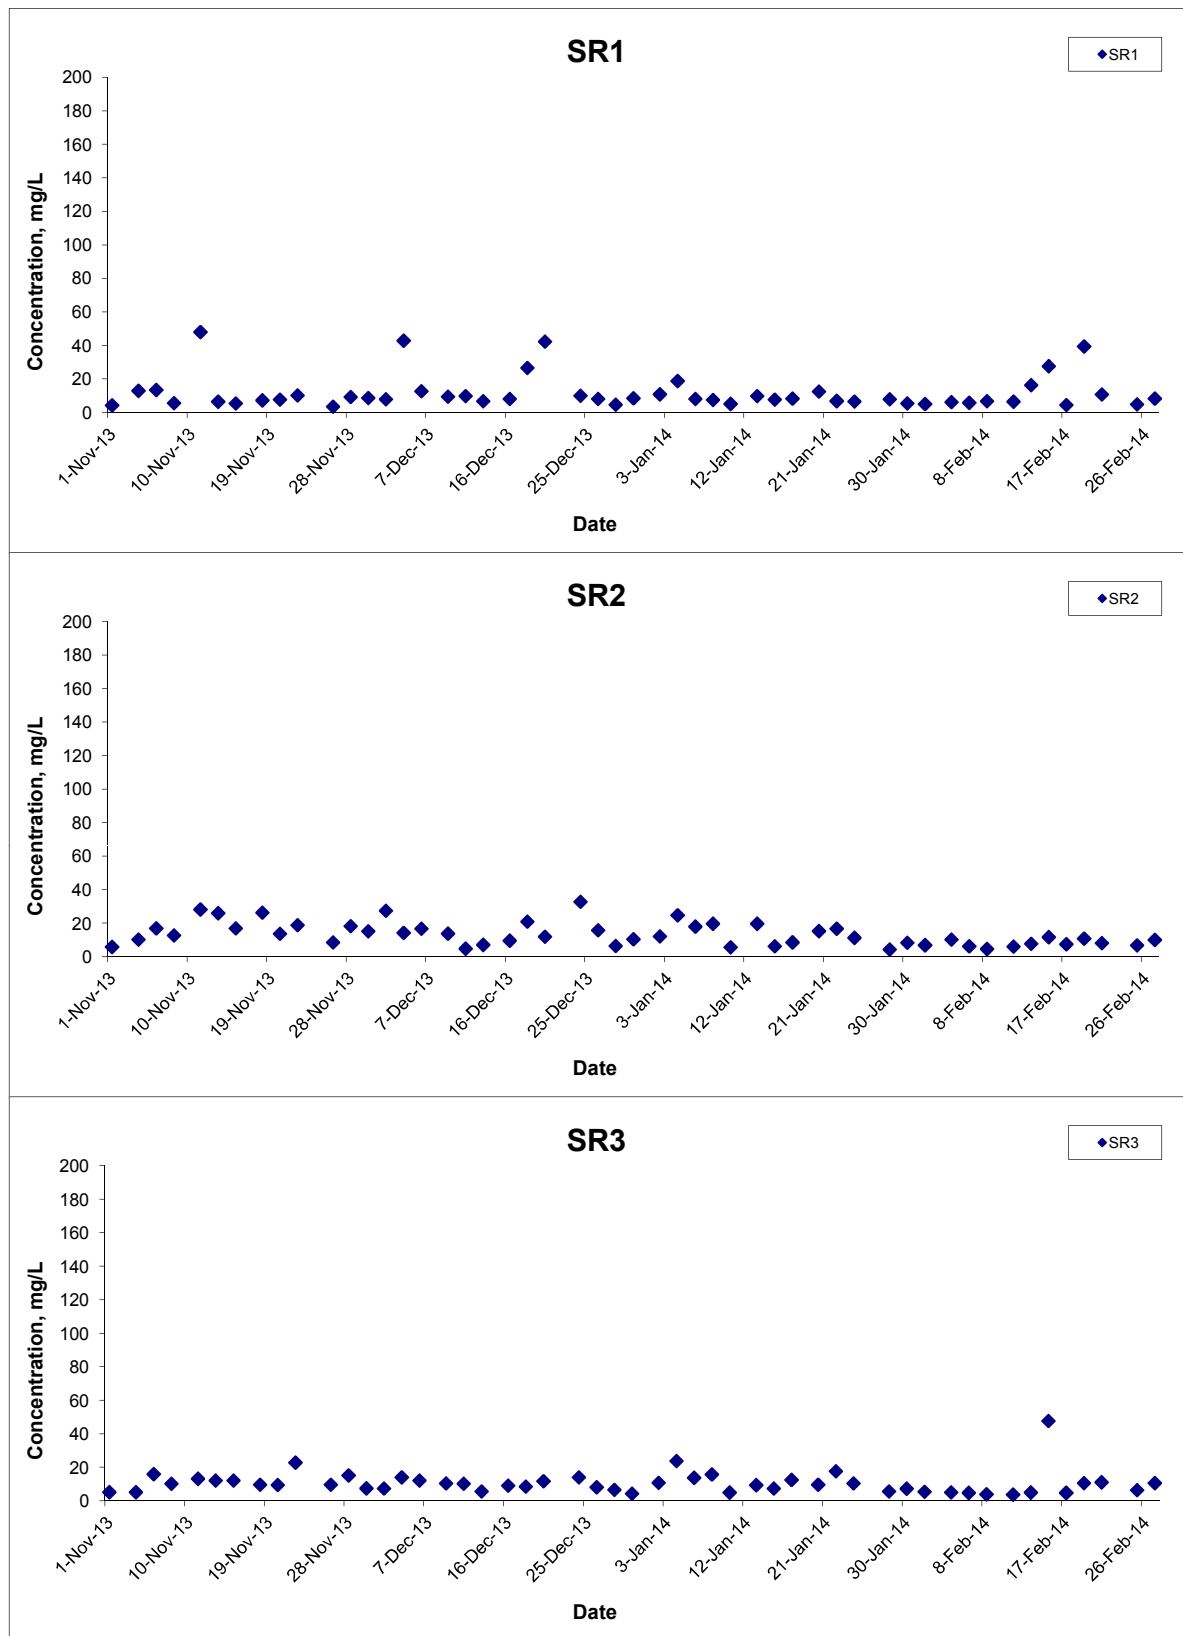 SR1
SR1
200
180
160
140
120
100
80
60
40
20
0
Concentration, mg/L
1-Nov-13
10-Nov-13
19-Nov-13
28-Nov-13
7-Dec-13
16-Dec-13
25-Dec-13
3-Jan-14
12-Jan-14
21-Jan-14
30-Jan-14
8-Feb-14
17-Feb-14
26-Feb-14
Date
SR2
SR2
200
180
160
140
120
100
80
60
40
20
0
Concentration, mg/L
1-Nov-13
10-Nov-13
19-Nov-13
28-Nov-13
7-Dec-13
16-Dec-13
25-Dec-13
3-Jan-14
12-Jan-14
21-Jan-14
30-Jan-14
8-Feb-14
17-Feb-14
26-Feb-14
Date
SR3
SR3
200
180
160
140
120
100
80
60
40
20
0
Concentration, mg/L
1-Nov-13
10-Nov-13
19-Nov-13
28-Nov-13
7-Dec-13
16-Dec-13
25-Dec-13
3-Jan-14
12-Jan-14
21-Jan-14
30-Jan-14
8-Feb-14
17-Feb-14
26-Feb-14
Date